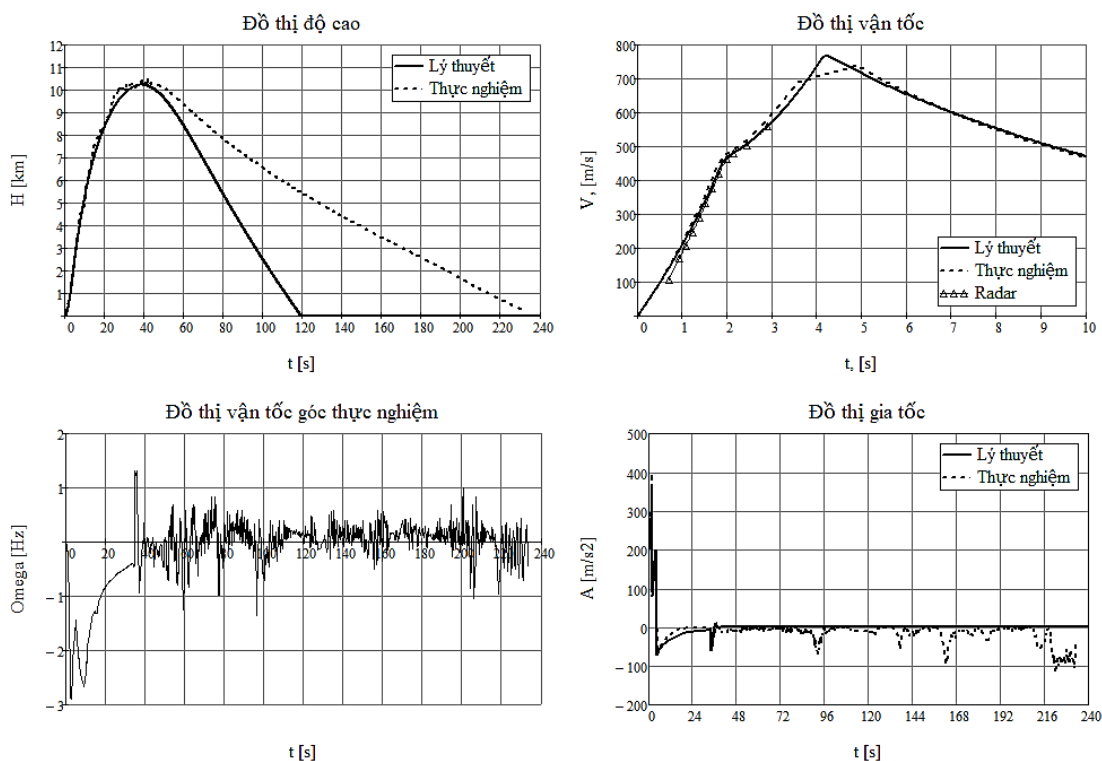 Đồ thị độ cao
H [km]
12
11
10
9
8
7
6
5
4
3
2
1
0 20 40 60 80 100 120 140 160 180 200 220 240
Lý thuyết
Thực nghiệm
t [s]
Đồ thị vận tốc
V , [m/s]
800
700
600
500
400
300
200
100
0 1 2 3 4 5 6 7 8 9 10
Lý thuyết
Thực nghiệm
Radar
t, [s]
Đồ thị vận tốc góc thực nghiệm
Omega [Hz]
2
1
− 1
− 2
− 3
0 20 40 60 80 100 120 140 160 180 200 220 240
t [s]
Đồ thị gia tốc
A [m/s2]
500
400
300
200
100
0
− 100
− 200
0 24 48 72 96 120 144 168 192 216 240
Lý thuyết
Thực nghiệm
t [s]